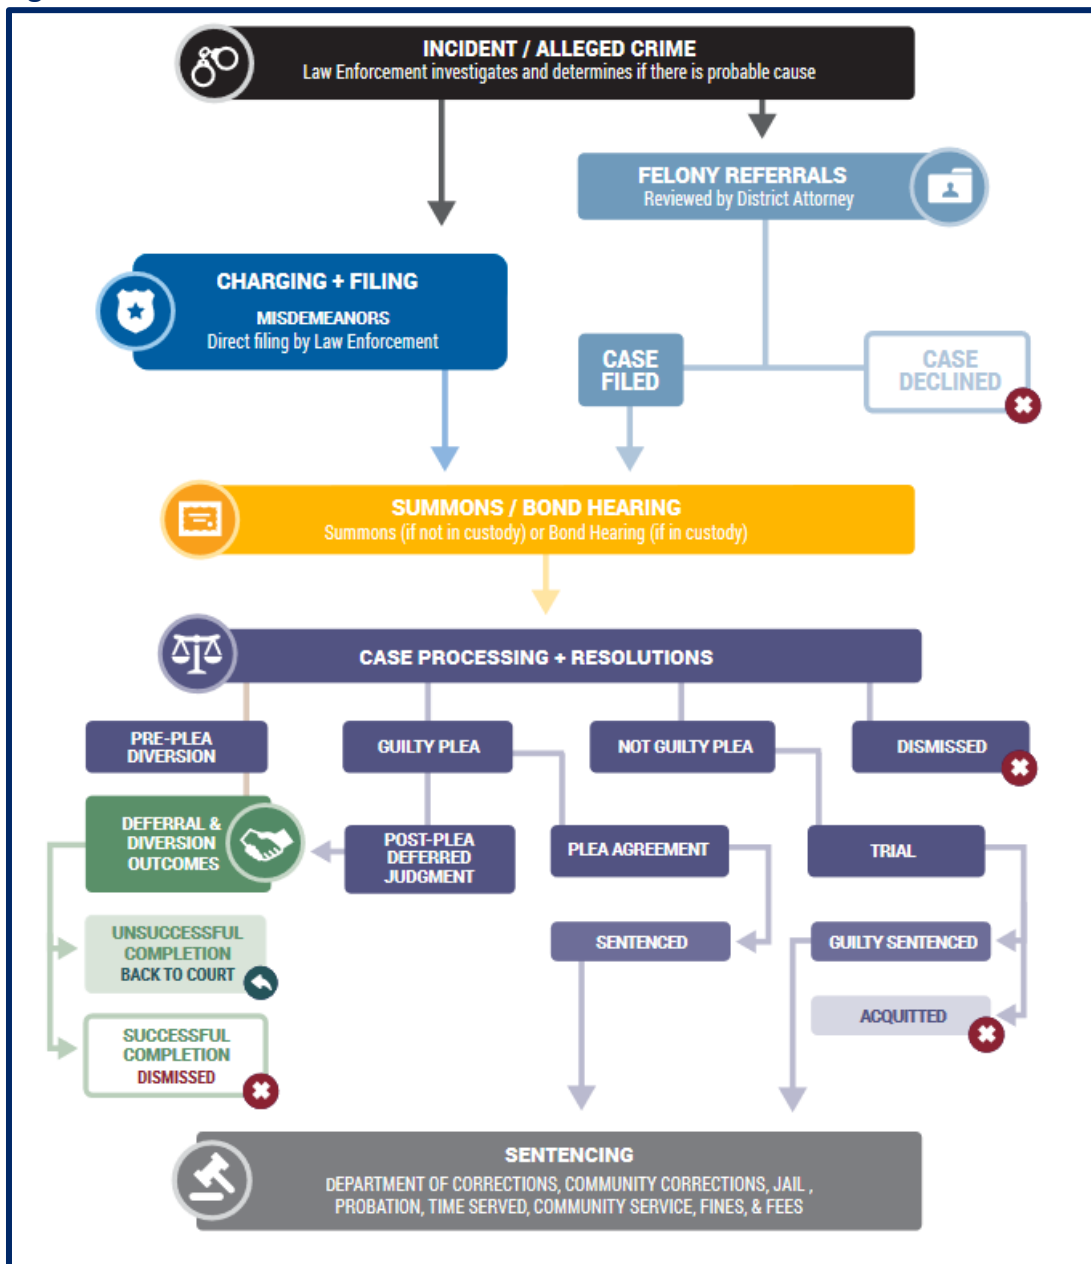 INCIDENT / ALLEGED CRIME
Law Enforcement investigates and determines if there is probable cause
FELONY REFERRALS
Reviewed by District Attorney
CHARGING + FILING
MISDEMEANORS
Direct filing by Law Enforcement
CASE
FILED
CASE
DECLINED
SUMMONS / BOND HEARING
Summons (if not in custody) or Bond Hearing (if in custody)
CASE PROCESSING + RESOLUTIONS
PRE-PLEA
DIVERSION
GUILTY PLEA
NOT GUILTY PLEA
DISMISSED
DEFERRAL &
DIVERSION
OUTCOMES
POST-PLEA
DEFERRED
JUDGMENT
PLEA AGREEMENT
TRIAL
UNSUCCESSFUL
COMPLETION
BACK TO COURT
SENTENCED
GUILTY SENTENCED
ACQUITTED
SUCCESSFUL
COMPLETION
DISMISSED
SENTENCING
DEPARTMENT OF CORRECTIONS, COMMUNITY CORRECTIONS, JAIL ,
PROBATION, TIME SERVED, COMMUNITY SERVICE, FINES, & FEES